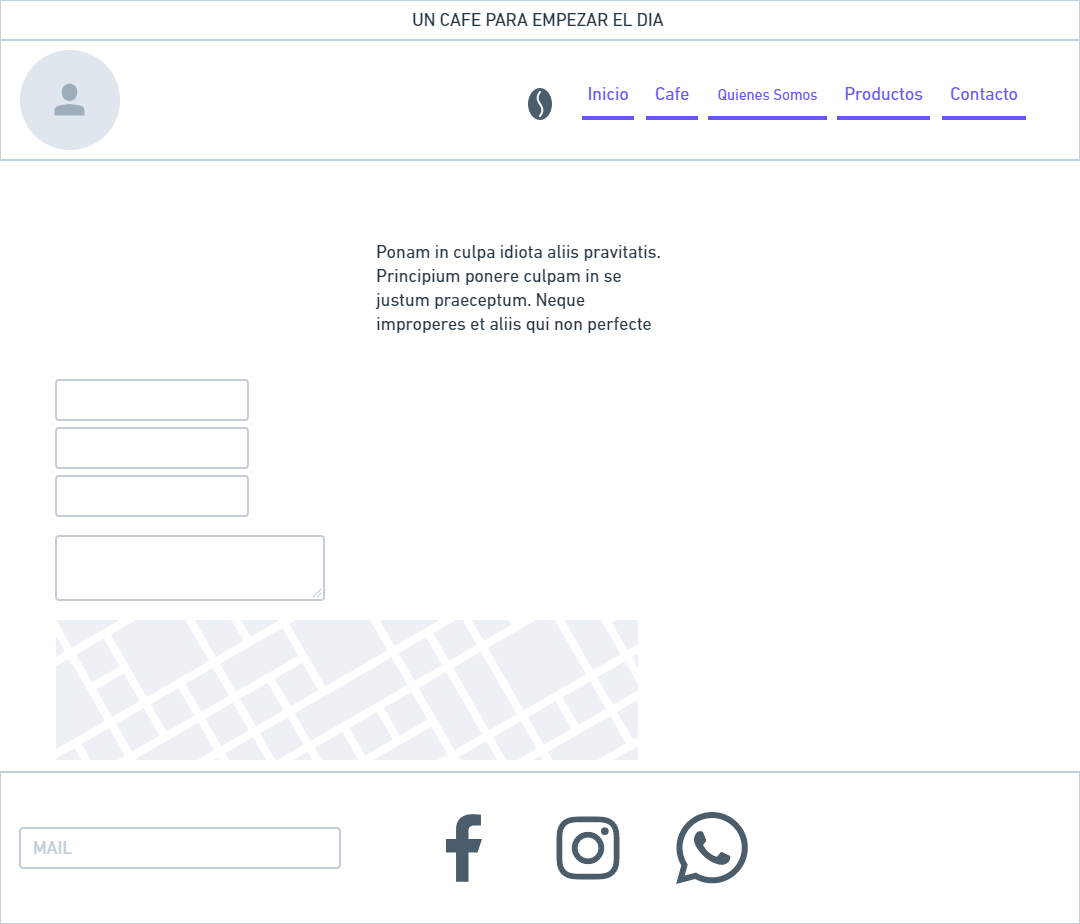 UN CAFE PARA EMPEZAR EL DIA
Inicio Cafe Quienes Somos Productos Contacto
Ponam in culpa idiota aliis pravitatis.
Principium ponere culpam in se
justum praeceptum. Neque
improperes et aliis qui non perfecte
MAIL